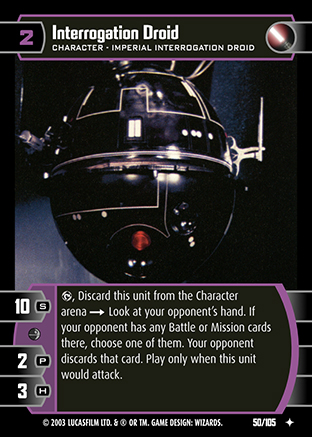 2 Interrogation Droid
CHARACTER - IMPERIAL INTERROGATION DROID
10 S
2 P
3 H
, Discard this unit from the Character
arena → Look at your opponent's hand. If
your opponent has any Battle or Mission cards
there, choose one of them. Your opponent
discards that card. Play only when this unit
would attack.
© 2003 LUCASFILM LTD. & ® OR TM. GAME DESIGN: WIZARDS. 50/105